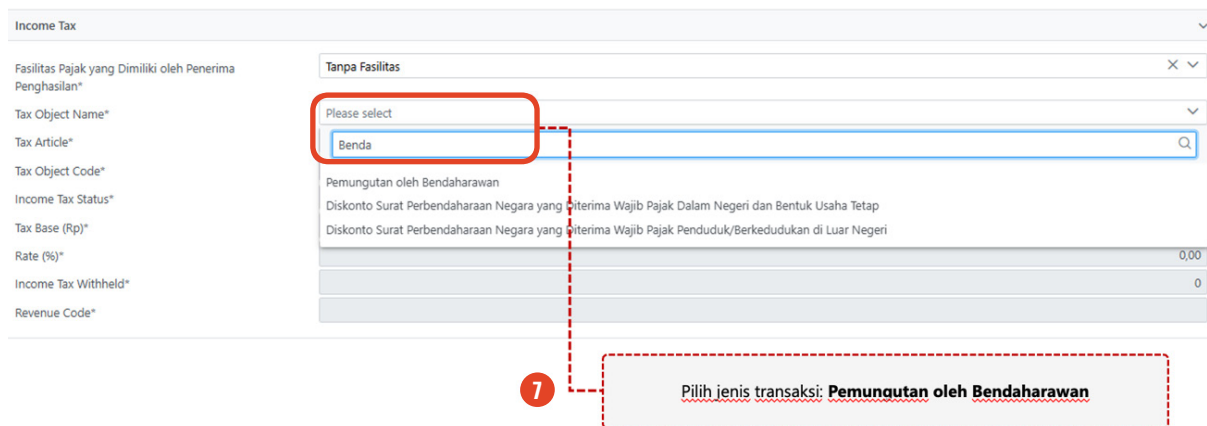 Income Tax
Fasilitas Pajak yang Dimiliki oleh Penerima
Penghasilan*
Tanpa Fasilitas
Tax Object Name*
Please select
Tax Article*
Benda
Tax Object Code*
Pemungutan oleh Bendaharawan
Income Tax Status*
Diskonto Surat Perbendaharaan Negara yang Diterima Wajib Pajak Dalam Negeri dan Bentuk Usaha Tetap
Tax Base (Rp)*
Diskonto Surat Perbendaharaan Negara yang Diterima Wajib Pajak Penduduk/Berkedudukan di Luar Negeri
Rate (%)*
0,00
Income Tax Withheld*
0
Revenue Code*
7
Pilih jenis transaksi: Pemungutan oleh Bendaharawan